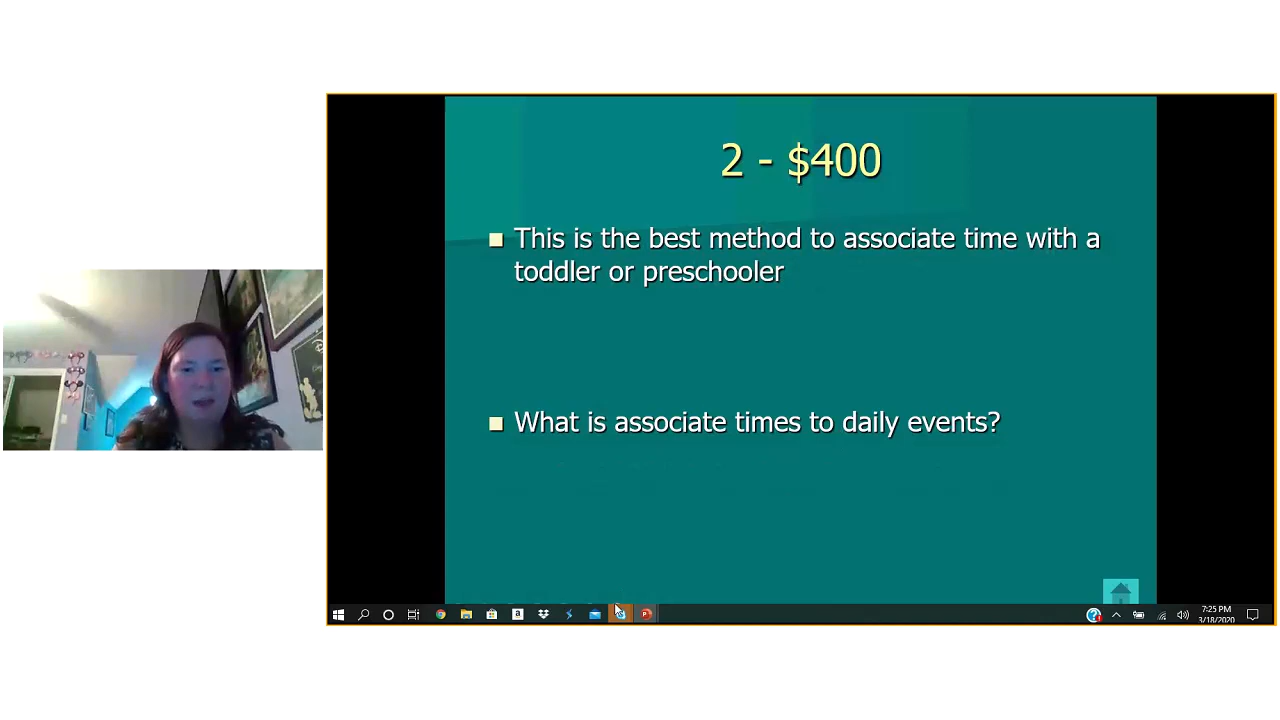 2 - $400
This is the best method to associate time with a
toddler or preschooler
What is associate times to daily events?
7:25 PM
3/18/2020